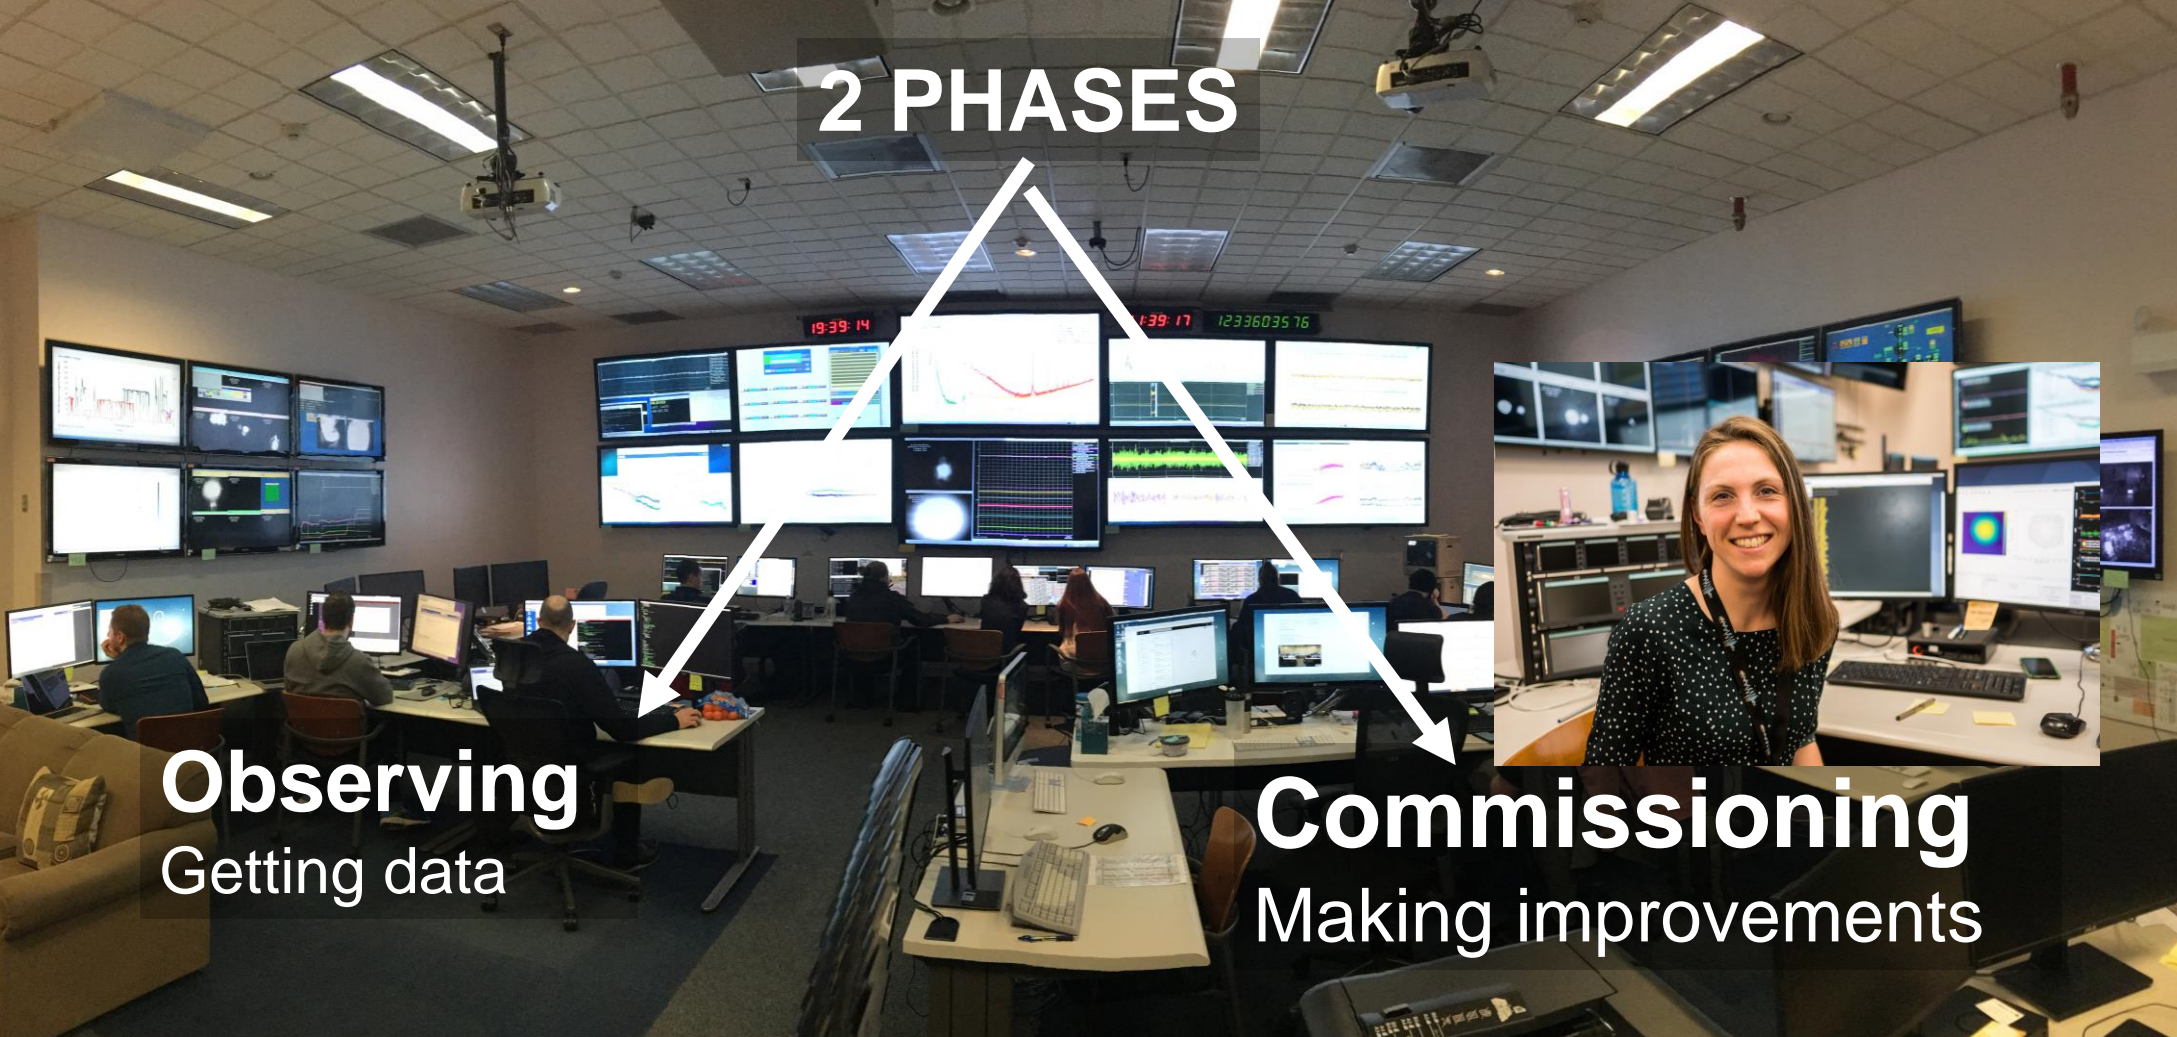 2 PHASES
19:39:14
:39:17
1233603576
Observing
Getting data
Commissioning
Making improvements